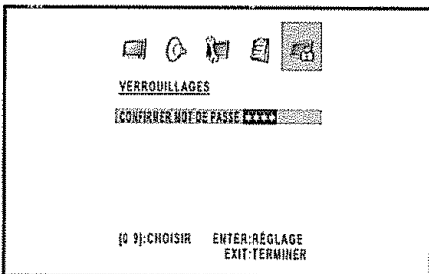 VERROUILLAGES
CONFIRMER MOT DE PASSE ××××
[0 9]:CHOISIR ENTER:RÉGLAGE
EXIT:TERMINER